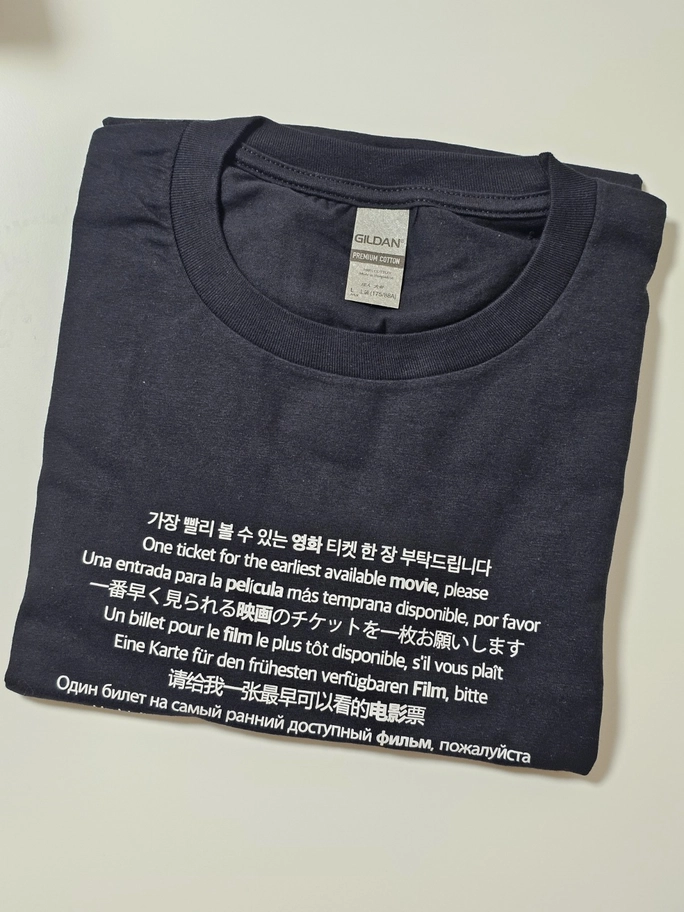 GILDAN®
PREMIUM COTTON
L
가장 빨리 볼 수 있는 영화 티켓 한 장 부탁드립니다
One ticket for the earliest available movie, please
Una entrada para la película más temprana disponible, por favor
一番早く見られる映画のチケットを一枚お願いします
Un billet pour le film le plus tôt disponible, s'il vous plaît
Eine Karte für den frühesten verfügbaren Film, bitte
请给我一张最早可以看的电影票
Один билет на самый ранний доступный фильм, пожалуйста